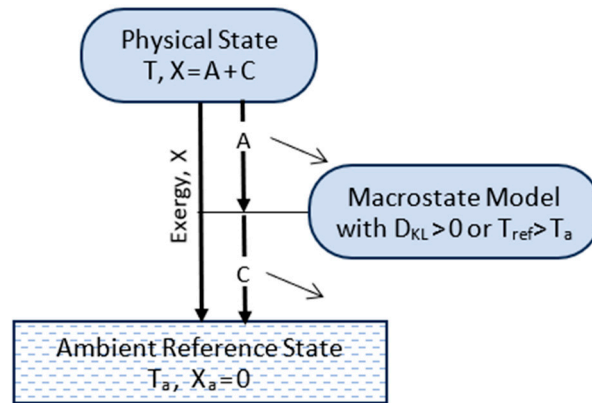 Physical State
T, X=A+C
Exergy, X
A
Macrostate Model
with DKL>0 or Tref>Ta
C
Ambient Reference State
Ta, Xa=0